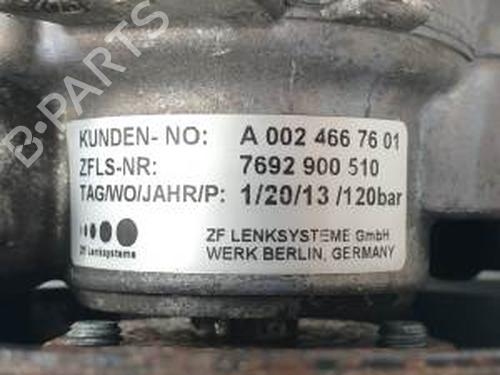 B-PARTS
KUNDEN- NO: A 002 466 76 01
ZFLS-NR: 7692 900 510
TAG/WO/JAHR/P: 1/20/13 /120bar
ZF Lenksysteme
ZF LENKSYSTEME GmbH
WERK BERLIN, GERMANY